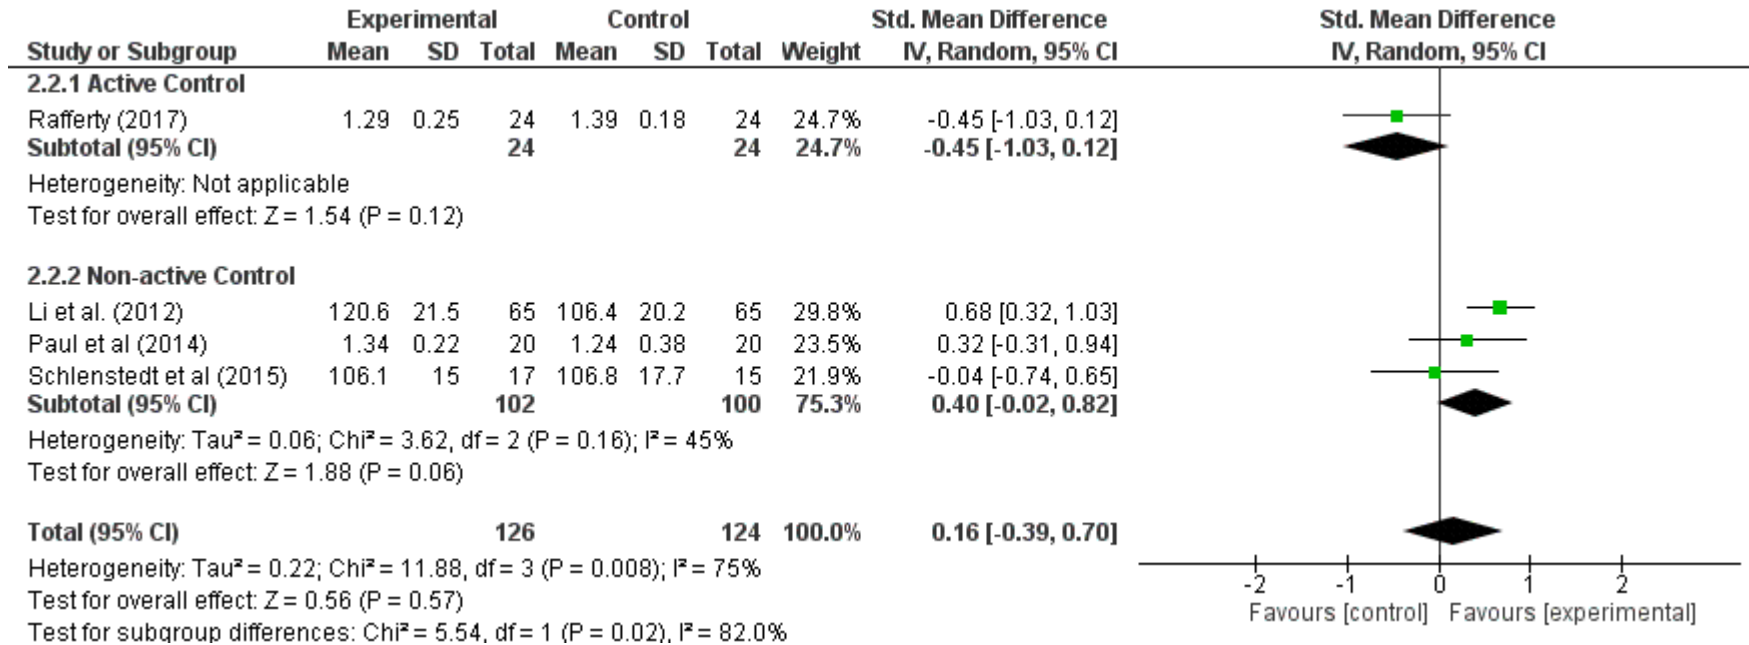 Experimental Control Std. Mean Difference Std. Mean Difference
Study or Subgroup Mean SD Total Mean SD Total Weight IV, Random, 95% CI IV, Random, 95% CI
2.2.1 Active Control
Rafferty (2017) 1.29 0.25 24 1.39 0.18 24 24.7% -0.45 [-1.03, 0.12]
Subtotal (95% CI) 24 24 24.7% -0.45 [-1.03, 0.12]
Heterogeneity: Not applicable
Test for overall effect: Z = 1.54 (P = 0.12)
2.2.2 Non-active Control
Li et al. (2012) 120.6 21.5 65 106.4 20.2 65 29.8% 0.68 [0.32, 1.03]
Paul et al (2014) 1.34 0.22 20 1.24 0.38 20 23.5% 0.32 [-0.31, 0.94]
Schlenstedt et al (2015) 106.1 15 17 106.8 17.7 15 21.9% -0.04 [-0.74, 0.65]
Subtotal (95% CI) 102 100 75.3% 0.40 [-0.02, 0.82]
Heterogeneity: Tau² = 0.06; Chi² = 3.62, df = 2 (P = 0.16); I² = 45%
Test for overall effect: Z = 1.88 (P = 0.06)
Total (95% CI) 126 124 100.0% 0.16 [-0.39, 0.70]
Heterogeneity: Tau² = 0.22; Chi² = 11.88, df = 3 (P = 0.008); I² = 75%
Test for overall effect: Z = 0.56 (P = 0.57)
Test for subgroup differences: Chi² = 5.54, df = 1 (P = 0.02), I² = 82.0%
-2 -1 0 1 2
Favours [control] Favours [experimental]